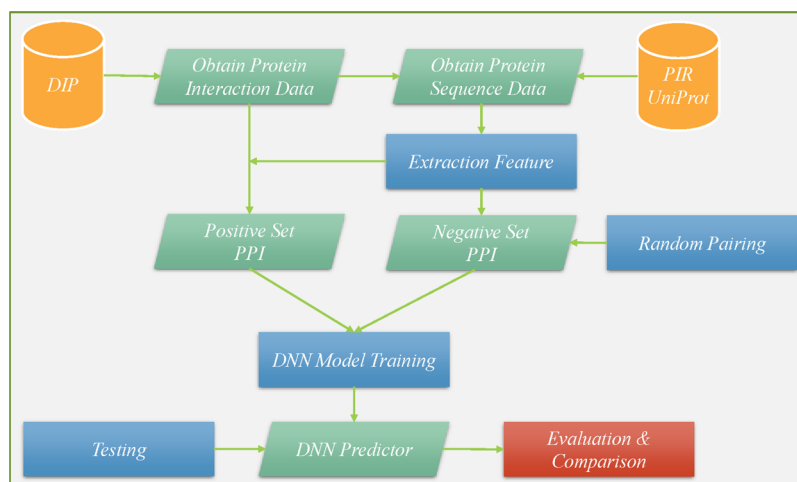 DIP
Obtain Protein
Interaction Data
Obtain Protein
Sequence Data
PIR
UniProt
Extraction Feature
Positive Set
PPI
Negative Set
PPI
Random Pairing
DNN Model Training
Testing
DNN Predictor
Evaluation &
Comparison